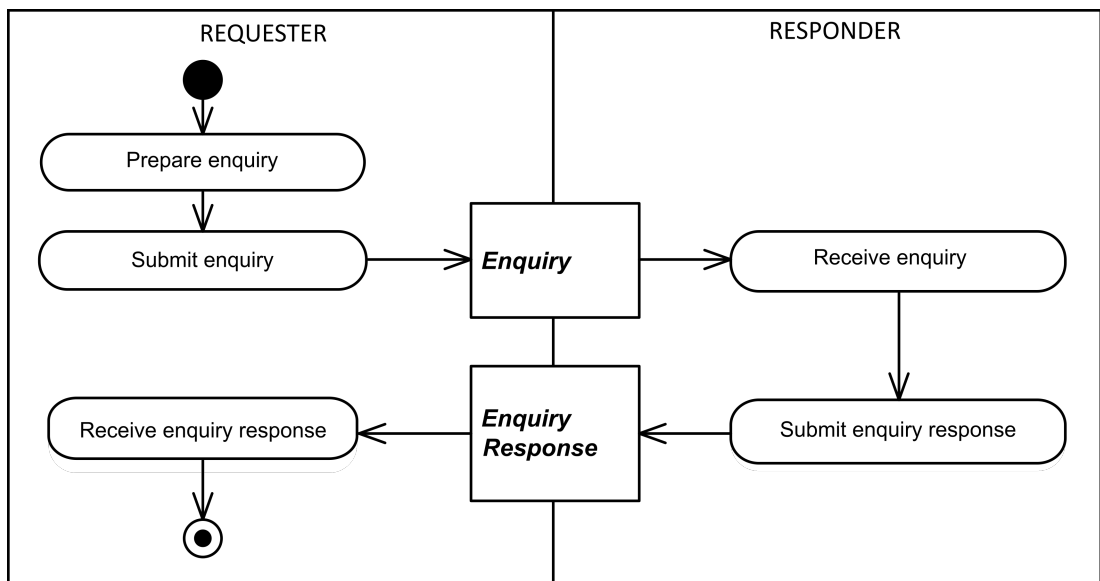 REQUESTER
RESPONDER
Prepare enquiry
Submit enquiry
Enquiry
Receive enquiry
Receive enquiry response
Enquiry
Response
Submit enquiry response